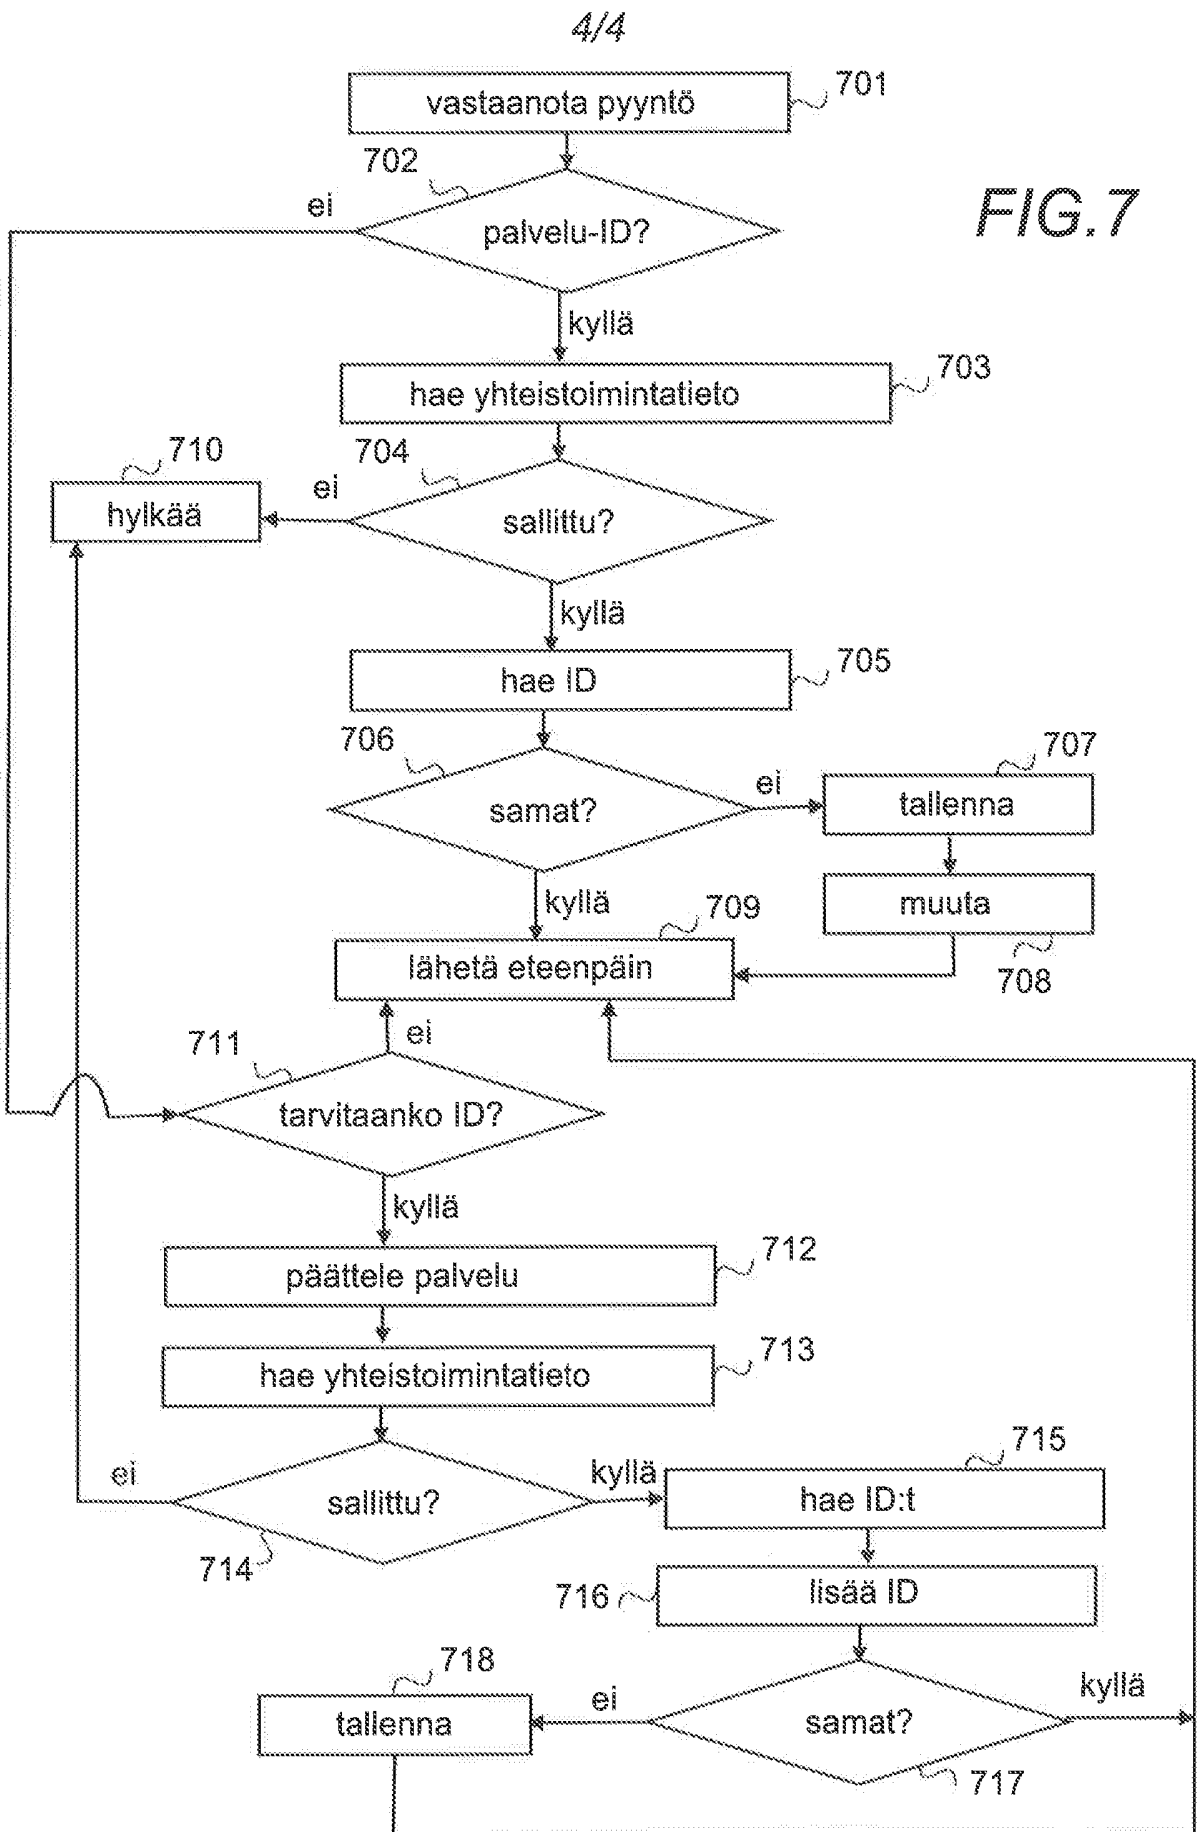 4/4
vastaanota pyyntö
701
702
ei
palvelu-ID?
FIG.7
kyllä
hae yhteistoimintatieto
703
704
710
ei
hylkää
sallittu?
kyllä
hae ID
705
706
707
ei
tallenna
samat?
kyllä
709
muuta
lähetä eteenpäin
708
711
ei
tarvitaanko ID?
kyllä
712
päättele palvelu
713
hae yhteistoimintatieto
715
ei
kyllä
sallittu?
hae ID:t
714
716
lisää ID
718
ei
kyllä
tallenna
samat?
717